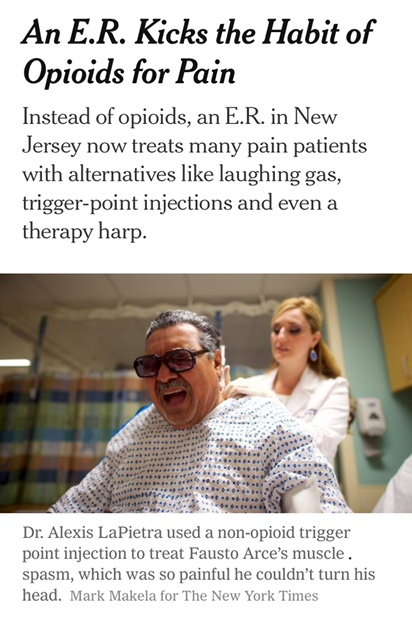 An E.R. Kicks the Habit of
Opioids for Pain
Instead of opioids, an E.R. in New
Jersey now treats many pain patients
with alternatives like laughing gas,
trigger-point injections and even a
therapy harp.
Dr. Alexis LaPietra used a non-opioid trigger
point injection to treat Fausto Arce’s muscle .
spasm, which was so painful he couldn’t turn his
head. Mark Makela for The New York Times